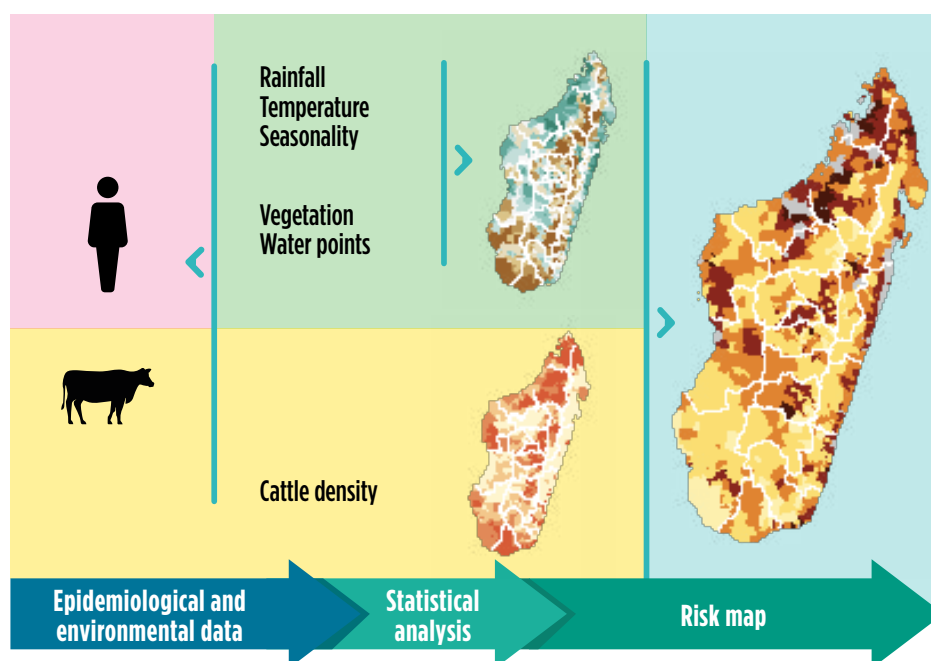 Rainfall
Temperature
Seasonality
Vegetation
Water points
Cattle density
Epidemiological and
environmental data
Statistical
analysis
Risk map